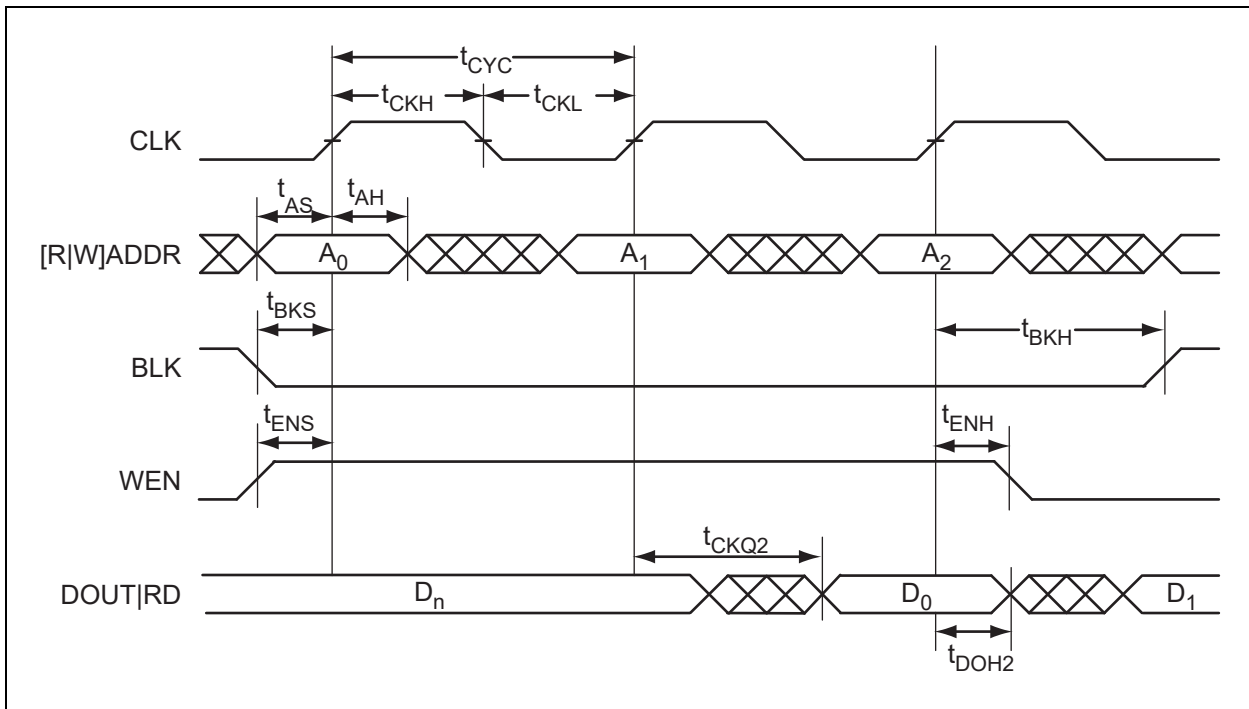 tCYC
tCKH tCKL
CLK
tAS tAH
[R|W]ADDR A0 A1 A2
tBKS tBKH
BLK
tENS tENH
WEN
tCKQ2
DOUT|RD Dn D0 D1
tDOH2